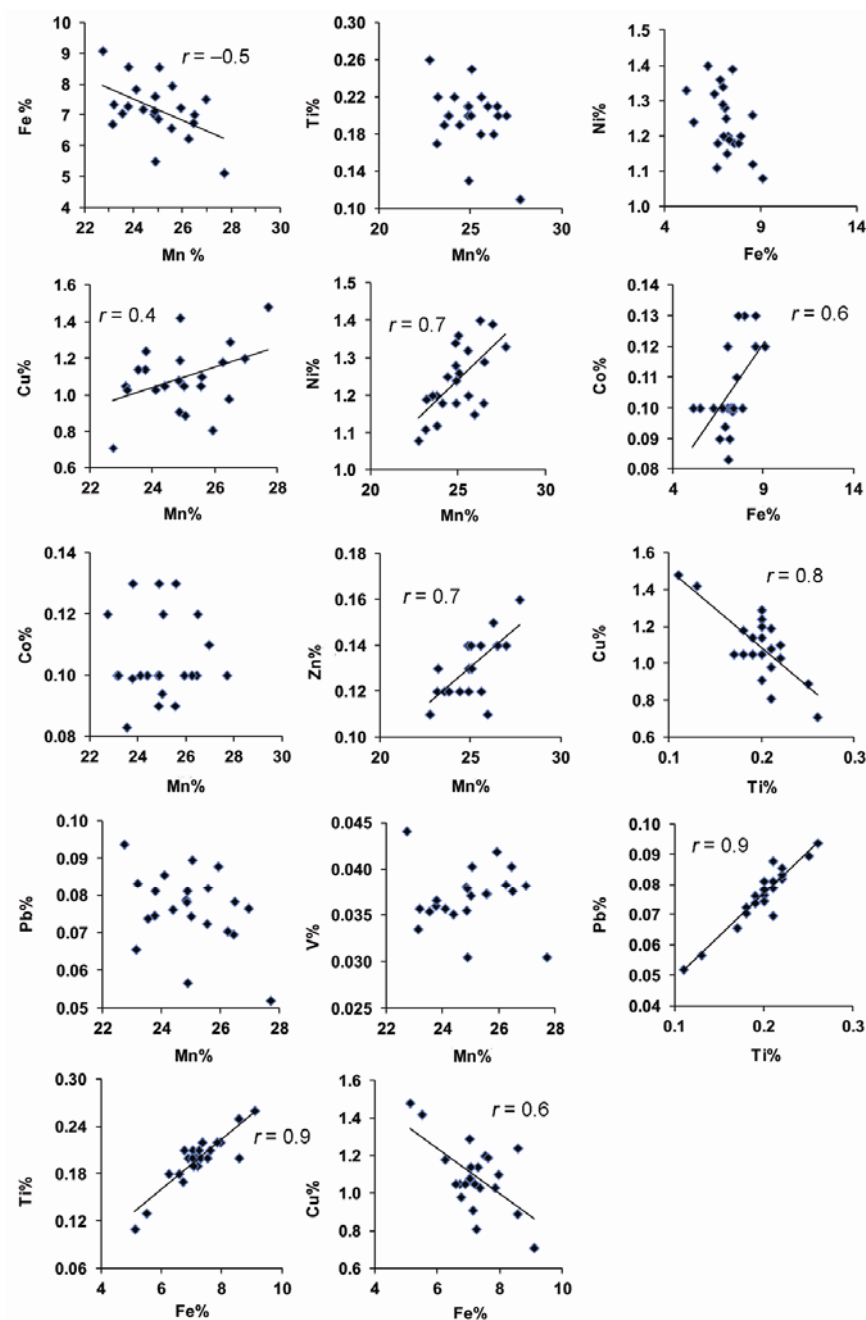 Fe%
10
9
8
7
6
5
4
r = –0.5
22 24 26 28
Mn %
Ti%
0.30
0.26
0.22
0.18
0.14
0.10
20 25 30
Mn%
Ni%
1.5
1.4
1.3
1.2
1.1
1.0
4 9 14
Fe%
Cu%
1.6
1.4
1.2
1.0
0.8
0.6
r = 0.4
22 24 26 28
Mn%
Ni%
1.5
1.4
1.3
1.2
1.1
1.0
r = 0.7
20 25 30
Mn%
Co%
0.14
0.13
0.12
0.11
0.10
0.09
0.08
r = 0.6
4 9 14
Fe%
Co%
0.14
0.12
0.10
0.08
22 24 26 28 30
Mn%
Zn%
0.18
0.16
0.14
0.12
0.10
r = 0.7
20 25 30
Mn%
Cu%
1.6
1.4
1.2
1.0
0.8
0.6
r = 0.8
0.1 0.2 0.3
Ti%
Pb%
0.10
0.09
0.08
0.07
0.06
0.05
22 24 26 28
Mn%
V%
0.045
0.040
0.035
0.030
0.025
22 24 26 28
Mn%
Pb%
0.10
0.09
0.08
0.07
0.06
0.05
0.04
r = 0.9
0.1 0.2 0.3
Ti%
Ti%
0.30
0.24
0.18
0.12
0.06
r = 0.9
4 6 8 10
Fe%
Cu%
1.6
1.4
1.2
1.0
0.8
0.6
r = 0.6
4 6 8 10
Fe%